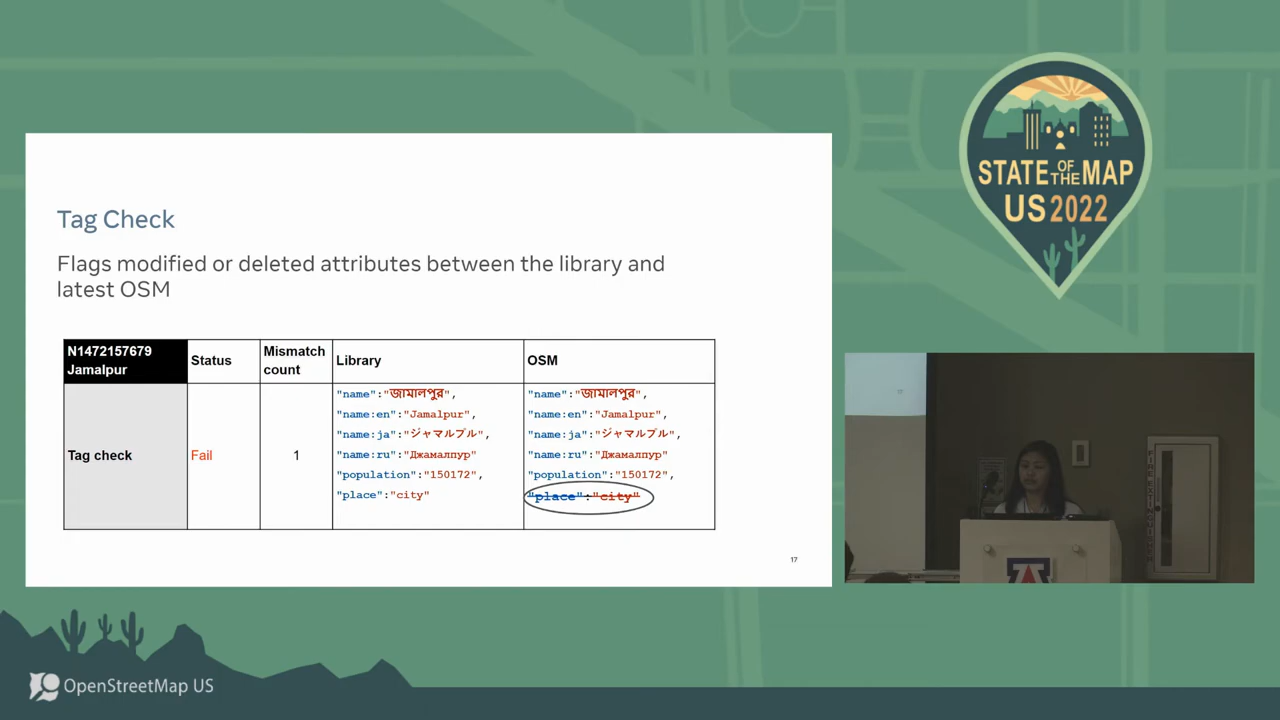 STATE OF THE MAP
US 2022
Tag Check
Flags modified or deleted attributes between the library and
latest OSM
N1472157679
Jamalpur
Status
Mismatch
count
Library
OSM
Tag check
Fail
1
"name":"জামালপুর",
"name:en":"Jamalpur",
"name:ja":"ジャマルプル",
"name:ru":"Джамалпур"
"population":"150172",
"place":"city"
"name":"জামালপুর",
"name:en":"Jamalpur",
"name:ja":"ジャマルプル",
"name:ru":"Джамалпур"
"population":"150172",
"place":"city"
17
FIRE EXTINGUISHER
A
OpenStreetMap US